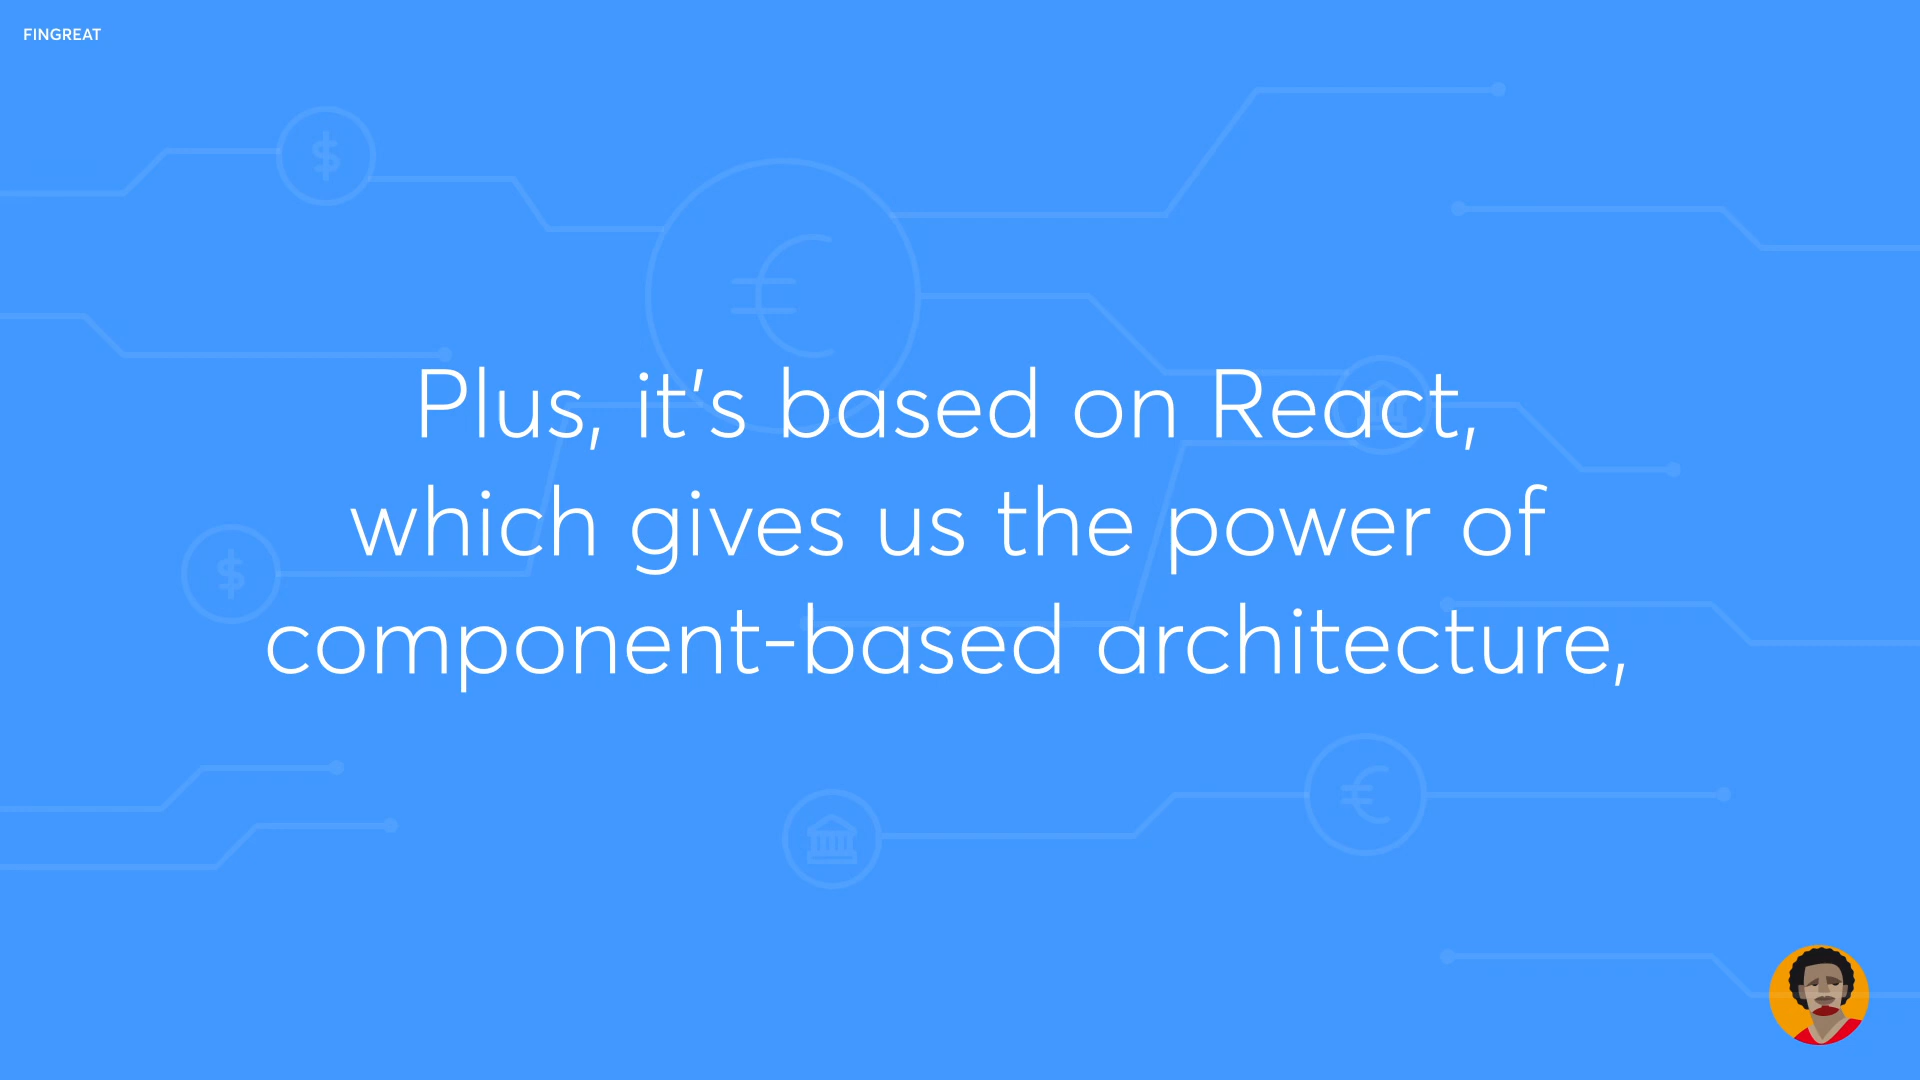 FINGREAT
Plus, it's based on React,
which gives us the power of
component-based architecture,